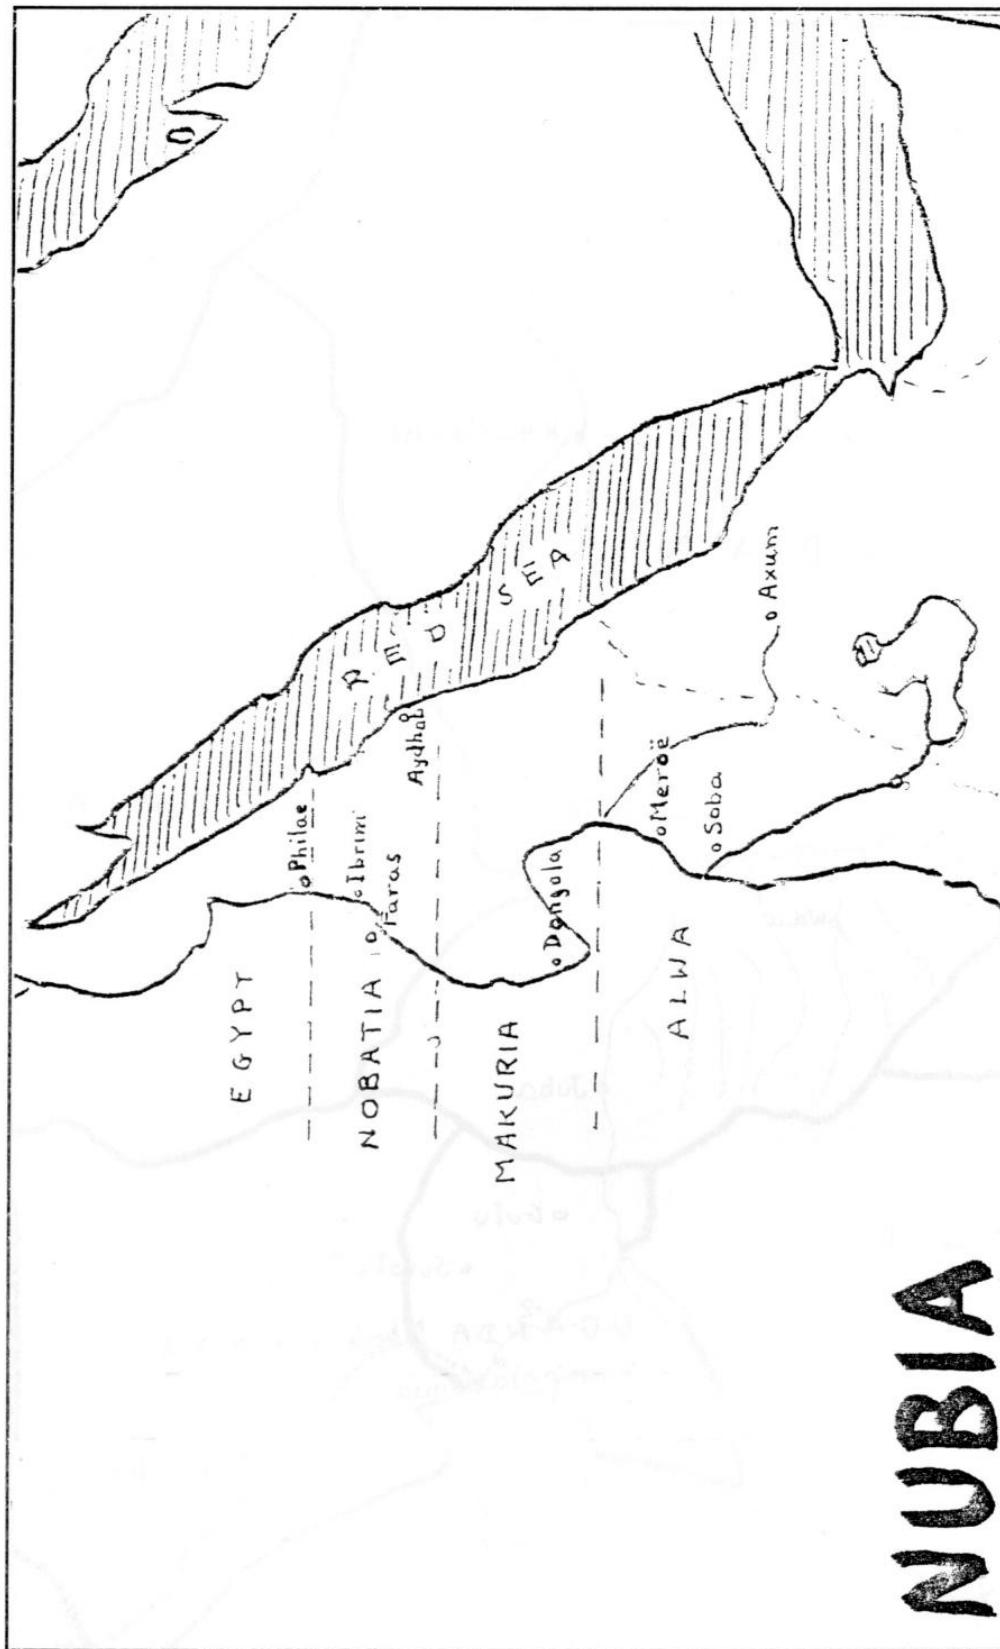 EGYPT
Philae
NOBATIA
Ibrim
Faras
Aydhab
RED SEA
MAKURIA
Dongola
ALWA
Meroë
Soba
Axum
NUBIA